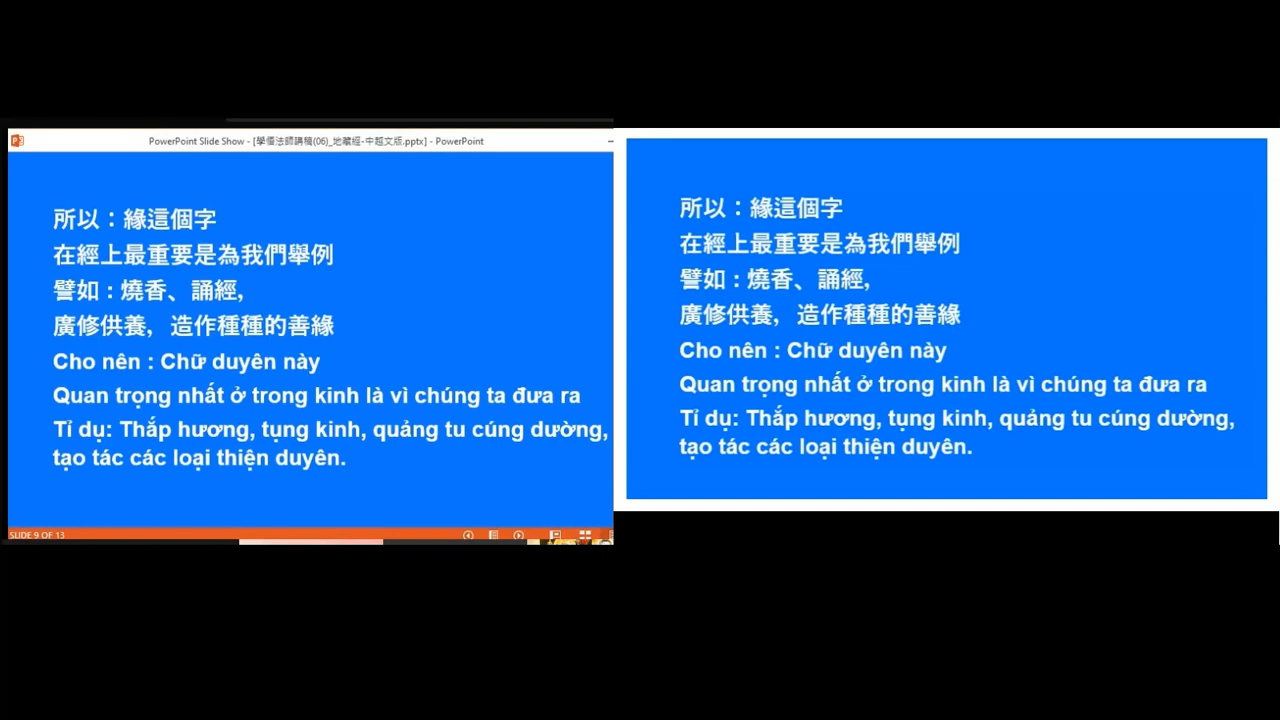 PowerPoint Slide Show - [學懂法師講稿(06)_地藏經-中越文版.pptx] - PowerPoint
所以：緣這個字
在經上最重要是為我們舉例
譬如 : 燒香、誦經,
廣修供養,  造作種種的善緣
Cho nên : Chữ duyên này
Quan trọng nhất ở trong kinh là vì chúng ta đưa ra
Tỉ dụ: Thắp hương, tụng kinh, quảng tu cúng dường,
tạo tác các loại thiện duyên.
SLIDE 9 OF 13
所以：緣這個字
在經上最重要是為我們舉例
譬如 : 燒香、誦經,
廣修供養,  造作種種的善緣
Cho nên : Chữ duyên này
Quan trọng nhất ở trong kinh là vì chúng ta đưa ra
Tỉ dụ: Thắp hương, tụng kinh, quảng tu cúng dường,
tạo tác các loại thiện duyên.